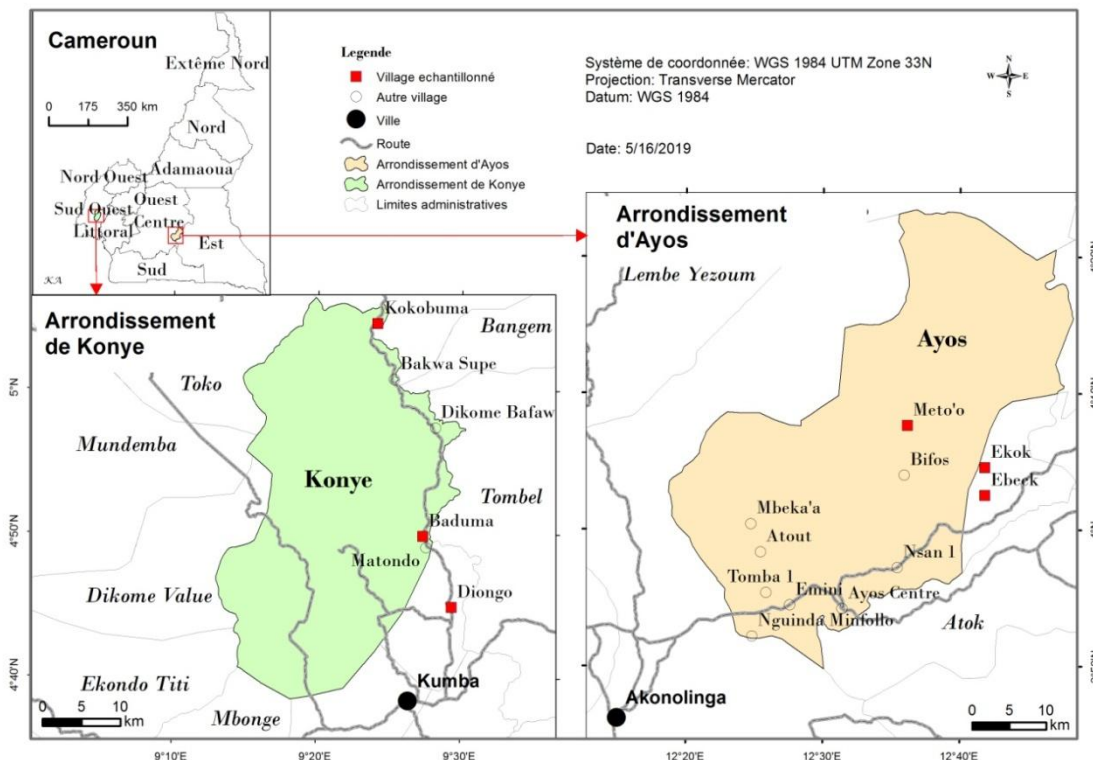 Cameroun
0 175 350 km
Extême Nord
Nord
Adamaoua
Nord Ouest
Ouest
Sud Ouest
Centre
Littoral
Est
Sud
KA
Legende
Village echantillonné
Autre village
Ville
Route
Arrondissement d'Ayos
Arrondissement de Konye
Limites administratives
Système de coordonnée: WGS 1984 UTM Zone 33N
Projection: Transverse Mercator
Datum: WGS 1984
N
W E
S
Date: 5/16/2019
Arrondissement
de Konye
Kokobuma
Bangem
Bakwa Supe
Toko
Dikome Bafaw
Mundemba
Konye
Tombel
Baduma
Matondo
Diongo
Dikome Value
Ekondo Titi
Kumba
Mbonge
0 5 10
km
5°N
4°50'N
4°40'N
9°10'E
9°20'E
9°30'E
Arrondissement
d'Ayos
Lembe Yezoum
Ayos
Meto'o
Ekok
Bifos
Ebeck
Mbeka'a
Atout
Nsan 1
Tomba 1
Emini
Ayos Centre
Nguinda Minfollo
Atok
Akonolinga
0 5 10
km
12°20'E
12°30'E
12°40'E